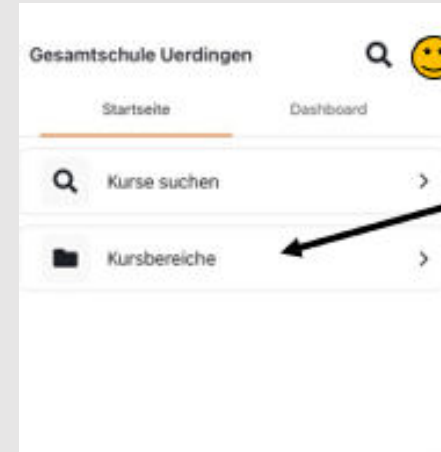 Gesamtschule Uerdingen
Startseite Dashboard
Kurse suchen
Kursbereiche